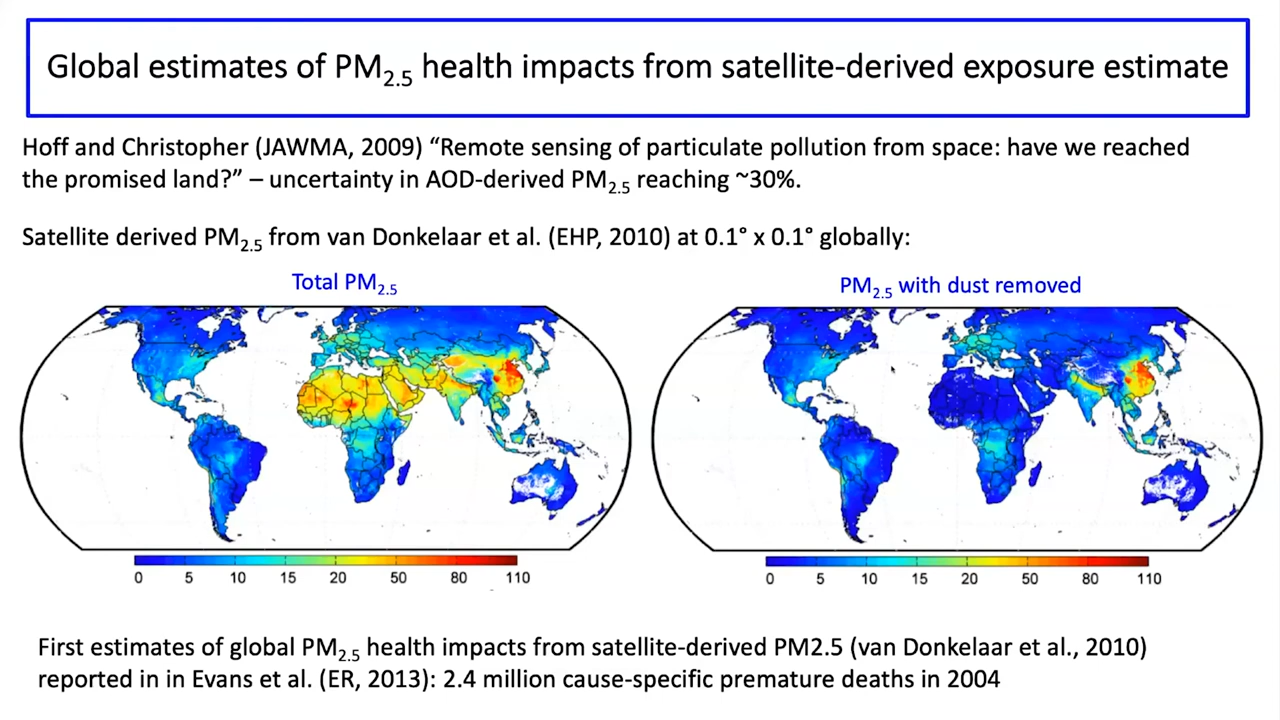 Global estimates of PM2.5 health impacts from satellite-derived exposure estimate
Hoff and Christopher (JAWMA, 2009) “Remote sensing of particulate pollution from space: have we reached
the promised land?” – uncertainty in AOD-derived PM2.5 reaching ~30%.
Satellite derived PM2.5 from van Donkelaar et al. (EHP, 2010) at 0.1° x 0.1° globally:
Total PM2.5
PM2.5 with dust removed
0 5 10 15 20 50 80 110
0 5 10 15 20 50 80 110
First estimates of global PM2.5 health impacts from satellite-derived PM2.5 (van Donkelaar et al., 2010)
reported in in Evans et al. (ER, 2013): 2.4 million cause-specific premature deaths in 2004